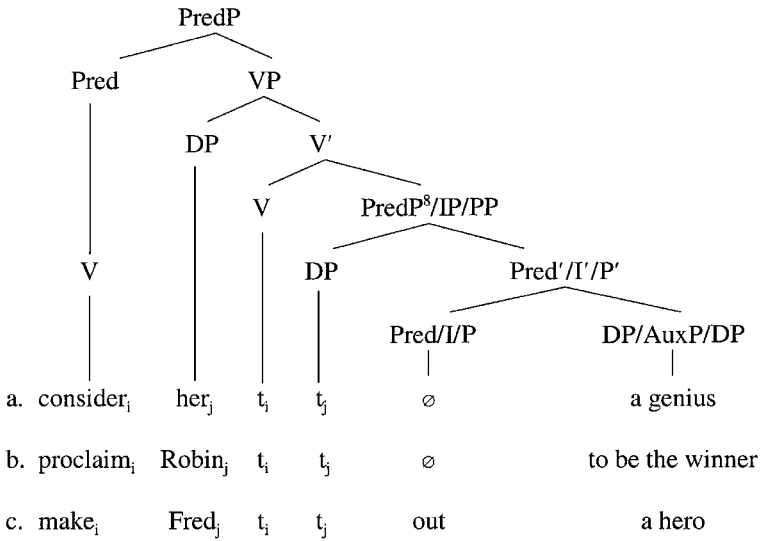 PredP
Pred VP
DP V′
V PredP⁸/IP/PP
V DP Pred′/I′/P′
Pred/I/P DP/AuxP/DP
a. considerᵢ herⱼ tᵢ tⱼ ∅ a genius
b. proclaimᵢ Robinⱼ tᵢ tⱼ ∅ to be the winner
c. makeᵢ Fredⱼ tᵢ tⱼ out a hero